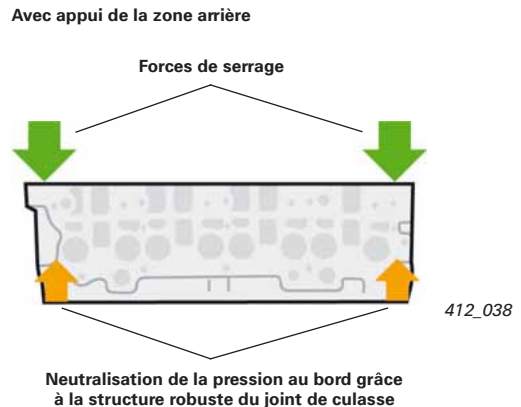 Avec appui de la zone arrière
Forces de serrage
412_038
Neutralisation de la pression au bord grâce
à la structure robuste du joint de culasse